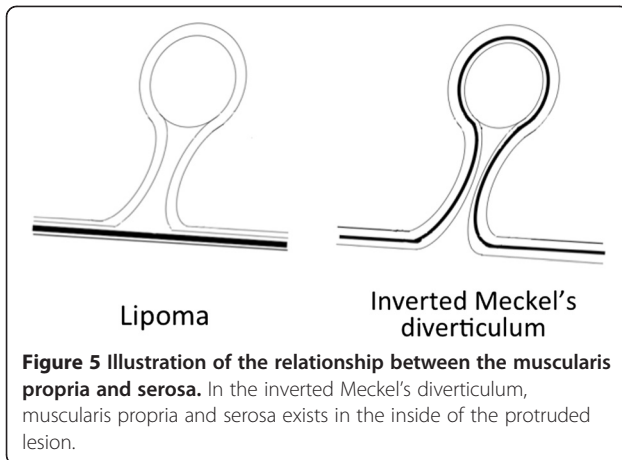 Lipoma
Inverted Meckel's
diverticulum
Figure 5 Illustration of the relationship between the muscularis
propria and serosa. In the inverted Meckel's diverticulum,
muscularis propria and serosa exists in the inside of the protruded
lesion.